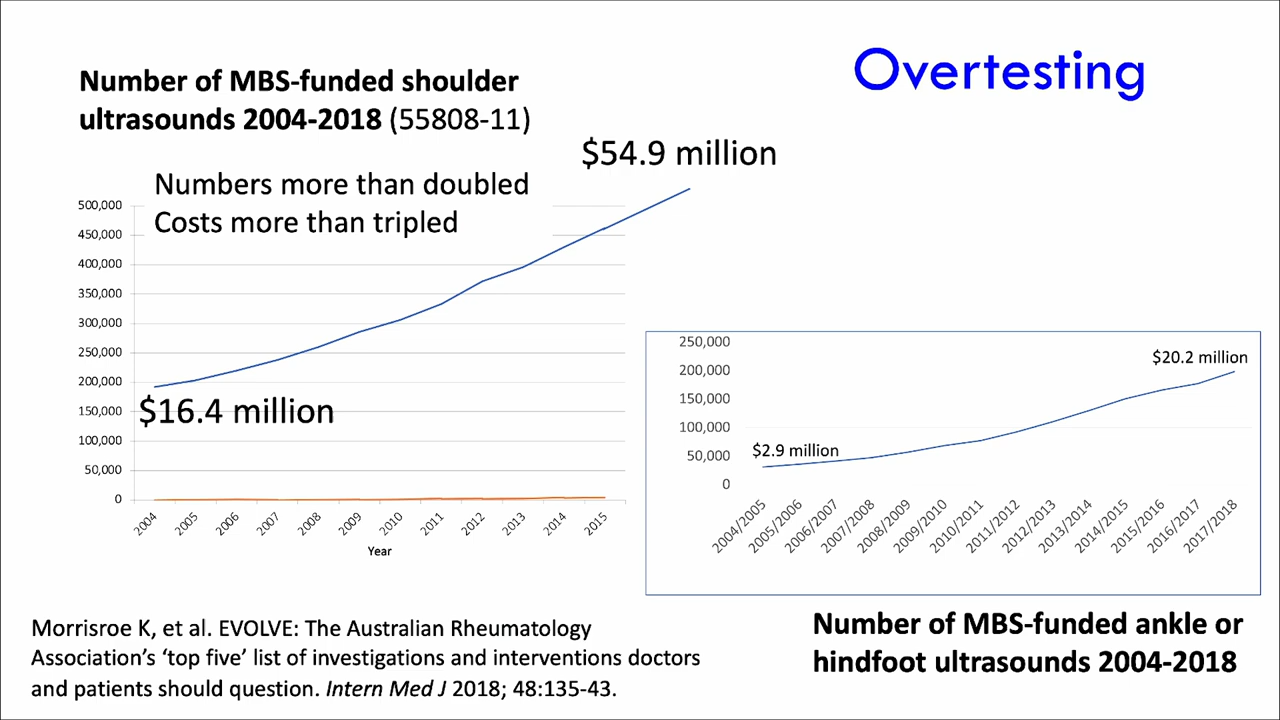 Overtesting
Number of MBS-funded shoulder
ultrasounds 2004-2018 (55808-11)
$54.9 million
Numbers more than doubled
Costs more than tripled
500,000
450,000
400,000
350,000
300,000
250,000
200,000
150,000
100,000
50,000
0
$16.4 million
2004
2005
2006
2007
2008
2009
2010
2011
2012
2013
2014
2015
Year
250,000
200,000
150,000
100,000
50,000
0
$20.2 million
$2.9 million
2004/2005
2005/2006
2006/2007
2007/2008
2008/2009
2009/2010
2010/2011
2011/2012
2012/2013
2013/2014
2014/2015
2015/2016
2016/2017
2017/2018
Number of MBS-funded ankle or
hindfoot ultrasounds 2004-2018
Morrisroe K, et al. EVOLVE: The Australian Rheumatology
Association’s ‘top five’ list of investigations and interventions doctors
and patients should question. Intern Med J 2018; 48:135-43.